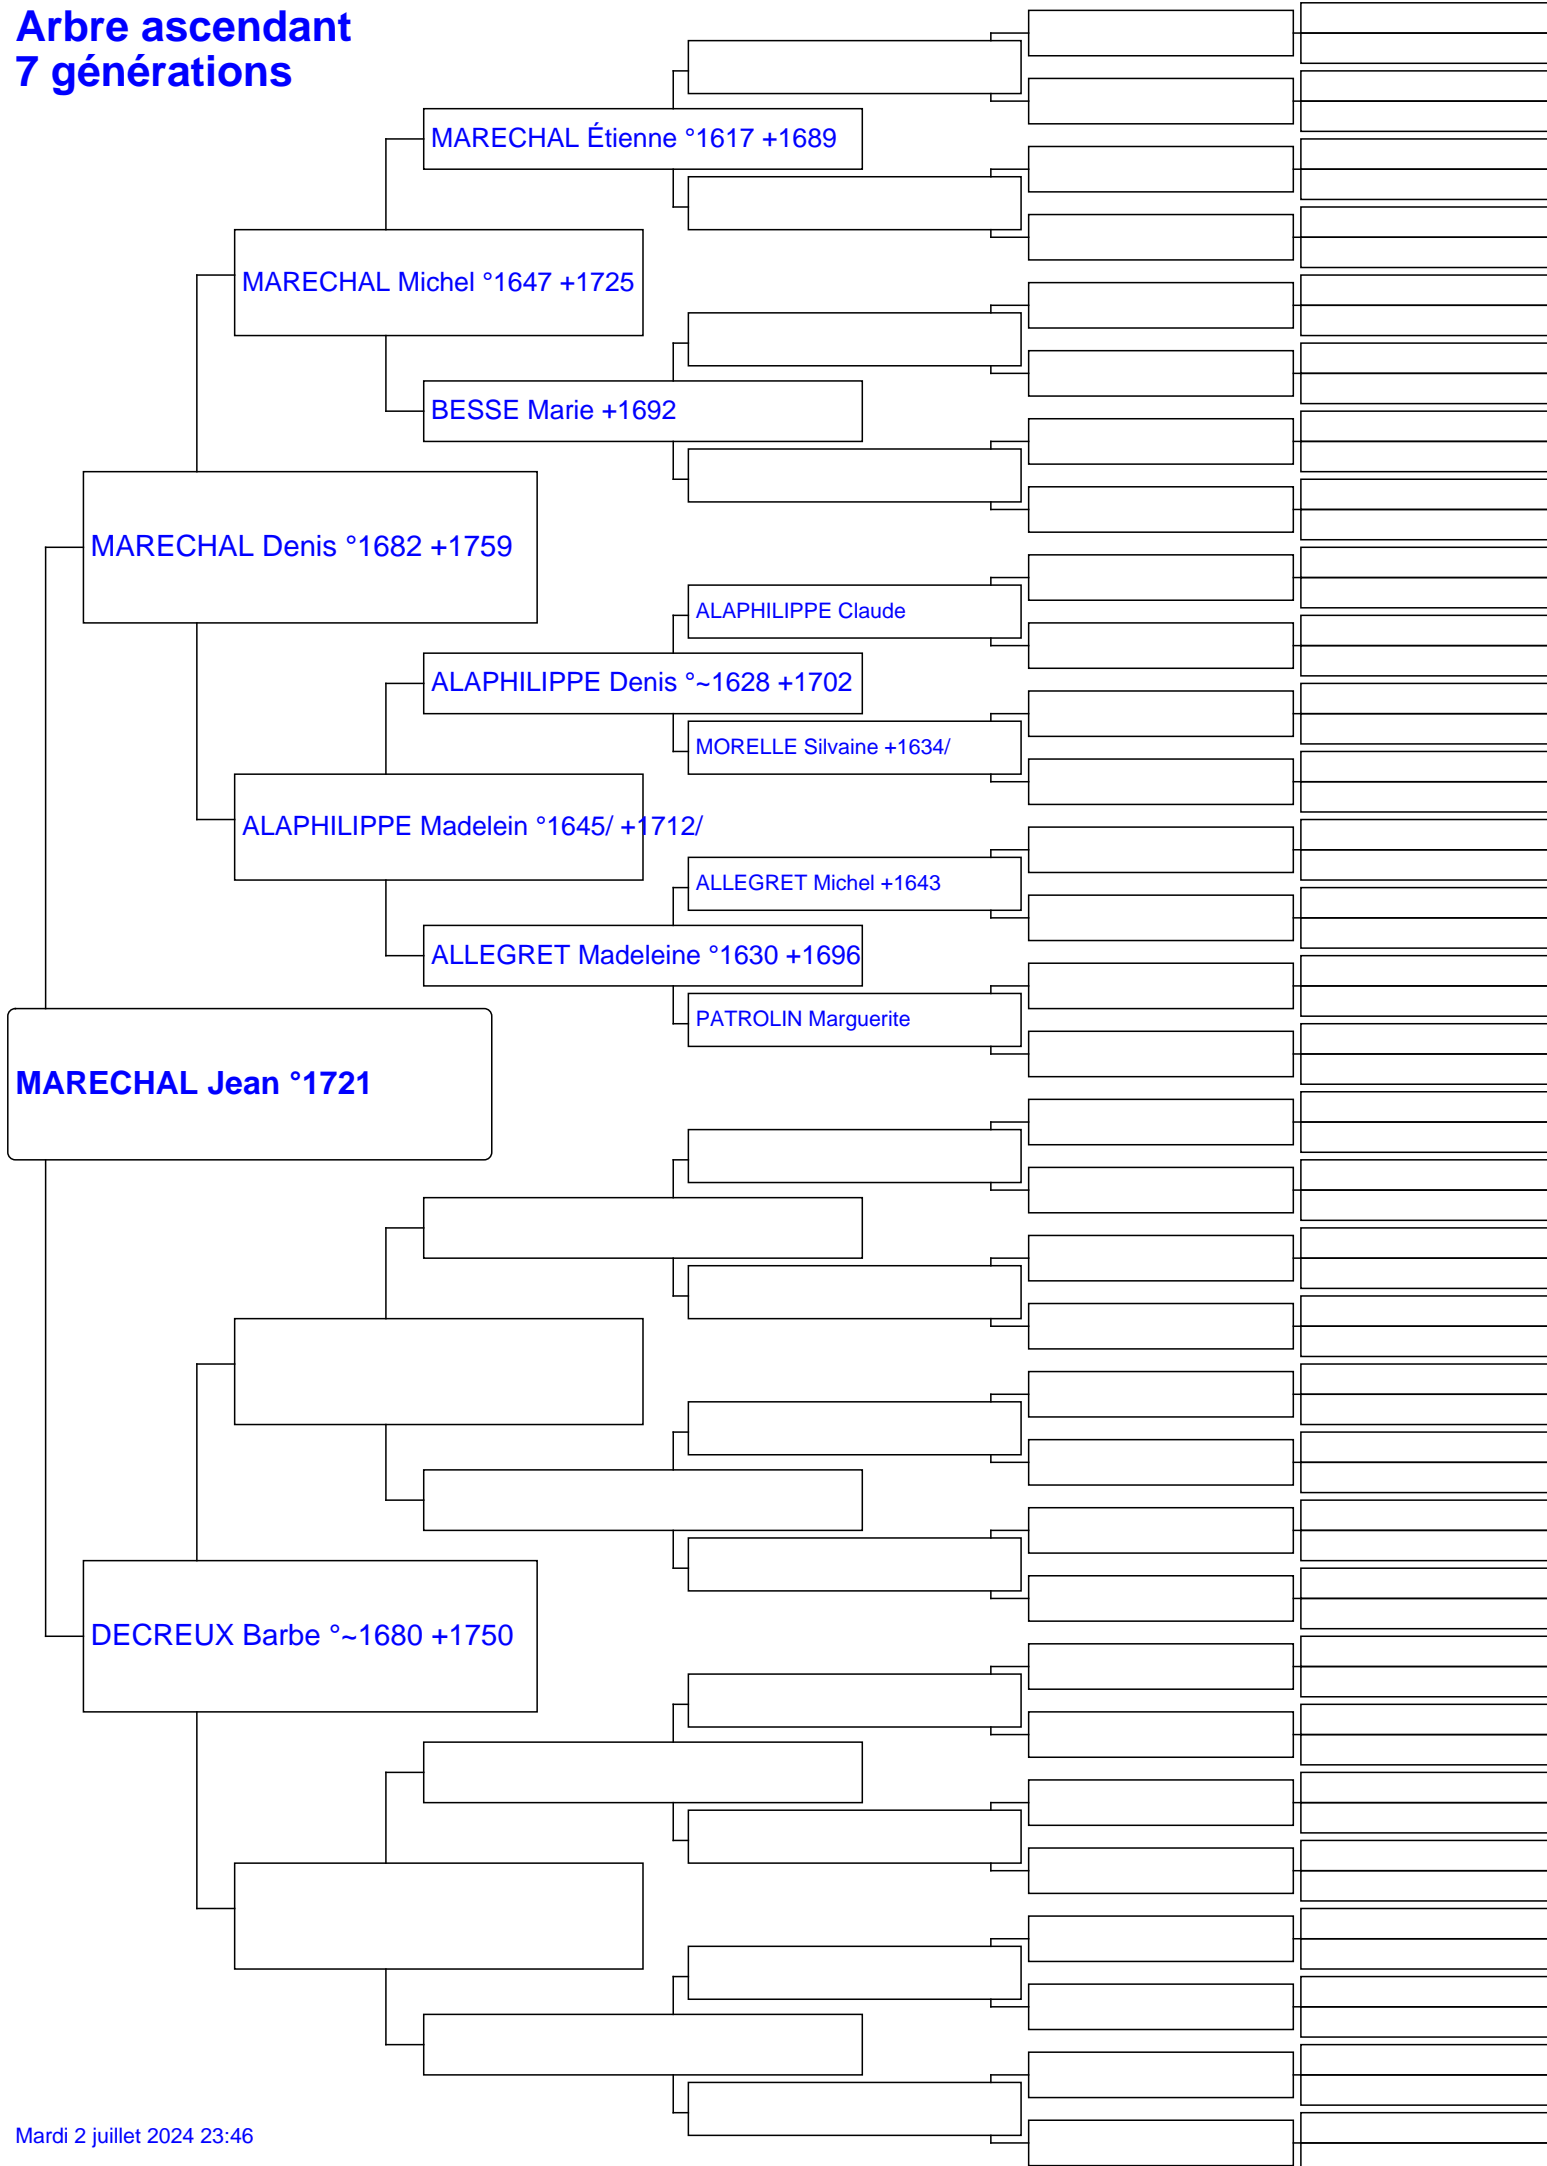 Arbre ascendant
7 générations
MARECHAL Étienne °1617 +1689
MARECHAL Michel °1647 +1725
BESSE Marie +1692
MARECHAL Denis °1682 +1759
ALAPHILIPPE Claude
ALAPHILIPPE Denis °~1628 +1702
MORELLE Silvaine +1634/
ALAPHILIPPE Madelein °1645/ +1712/
ALLEGRET Michel +1643
ALLEGRET Madeleine °1630 +1696
PATROLIN Marguerite
MARECHAL Jean °1721
DECREUX Barbe °~1680 +1750
Mardi 2 juillet 2024 23:46